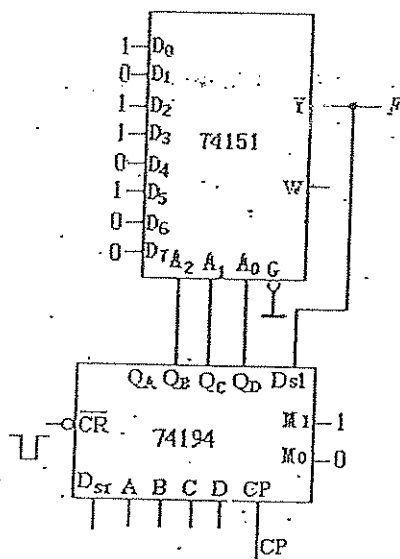 1 D0
0 D1
1 D2
1 D3
0 D4
1 D5
0 D6
0 D7
74151
Y̅ F
W
A2 A1 A0 G
QA QB QC QD Dsl
C̅R̅
74194
M1 1
M0 0
Dsr A B C D CP
CP